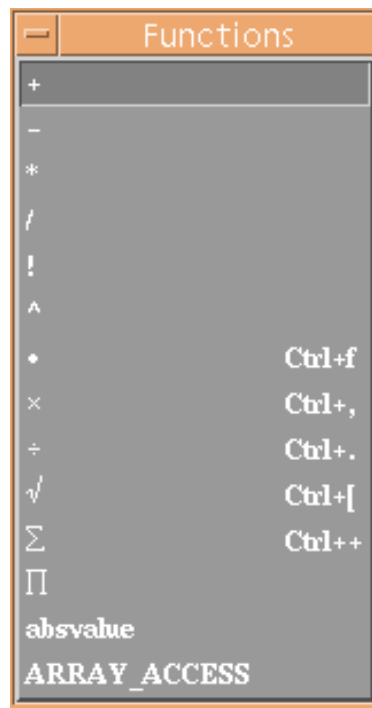 Functions
+
-
*
/
!
^
• Ctrl+f
× Ctrl+,
÷ Ctrl+.
√ Ctrl+[
Σ Ctrl++
∏
absvalue
ARRAY_ACCESS